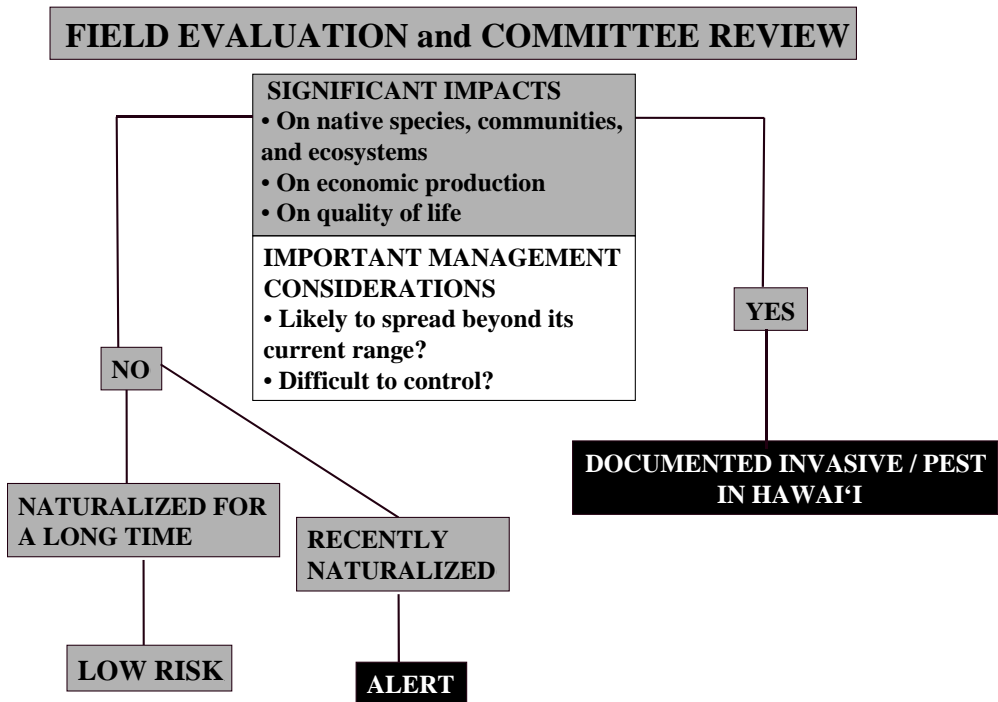 FIELD EVALUATION and COMMITTEE REVIEW
SIGNIFICANT IMPACTS
• On native species, communities,
and ecosystems
• On economic production
• On quality of life
IMPORTANT MANAGEMENT
CONSIDERATIONS
• Likely to spread beyond its
current range?
• Difficult to control?
YES
NO
DOCUMENTED INVASIVE / PEST
IN HAWAI‘I
NATURALIZED FOR
A LONG TIME
RECENTLY
NATURALIZED
LOW RISK
ALERT